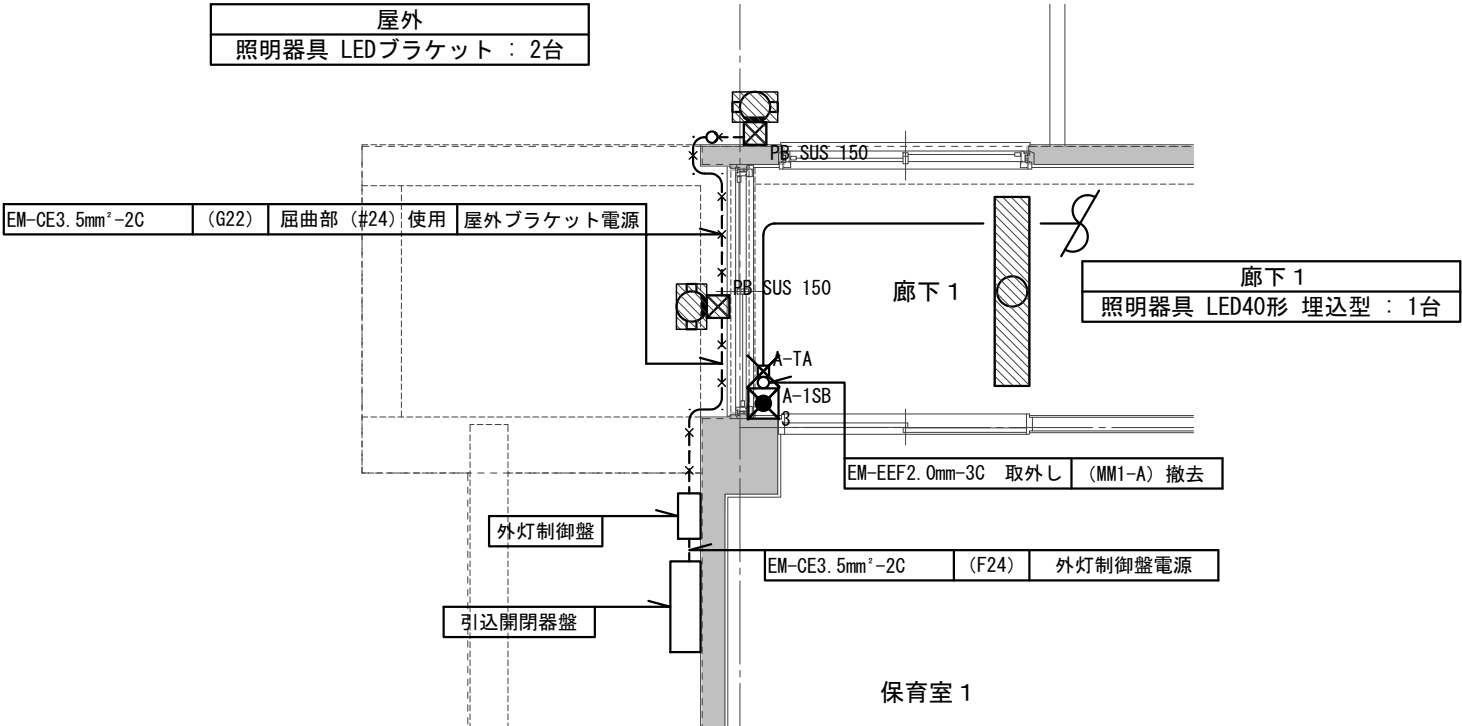 屋外
照明器具 LEDブラケット : 2台
PB SUS 150
EM-CE3.5mm²-2C (G22) 屈曲部 (#24) 使用 屋外ブラケット電源
PB SUS 150
廊下1
廊下1
照明器具 LED40形 埋込型 : 1台
A-TA
A-1SB
3
EM-EEF2.0mm-3C 取外し (MM1-A) 撤去
外灯制御盤
EM-CE3.5mm²-2C (F24) 外灯制御盤電源
引込開閉器盤
保育室1